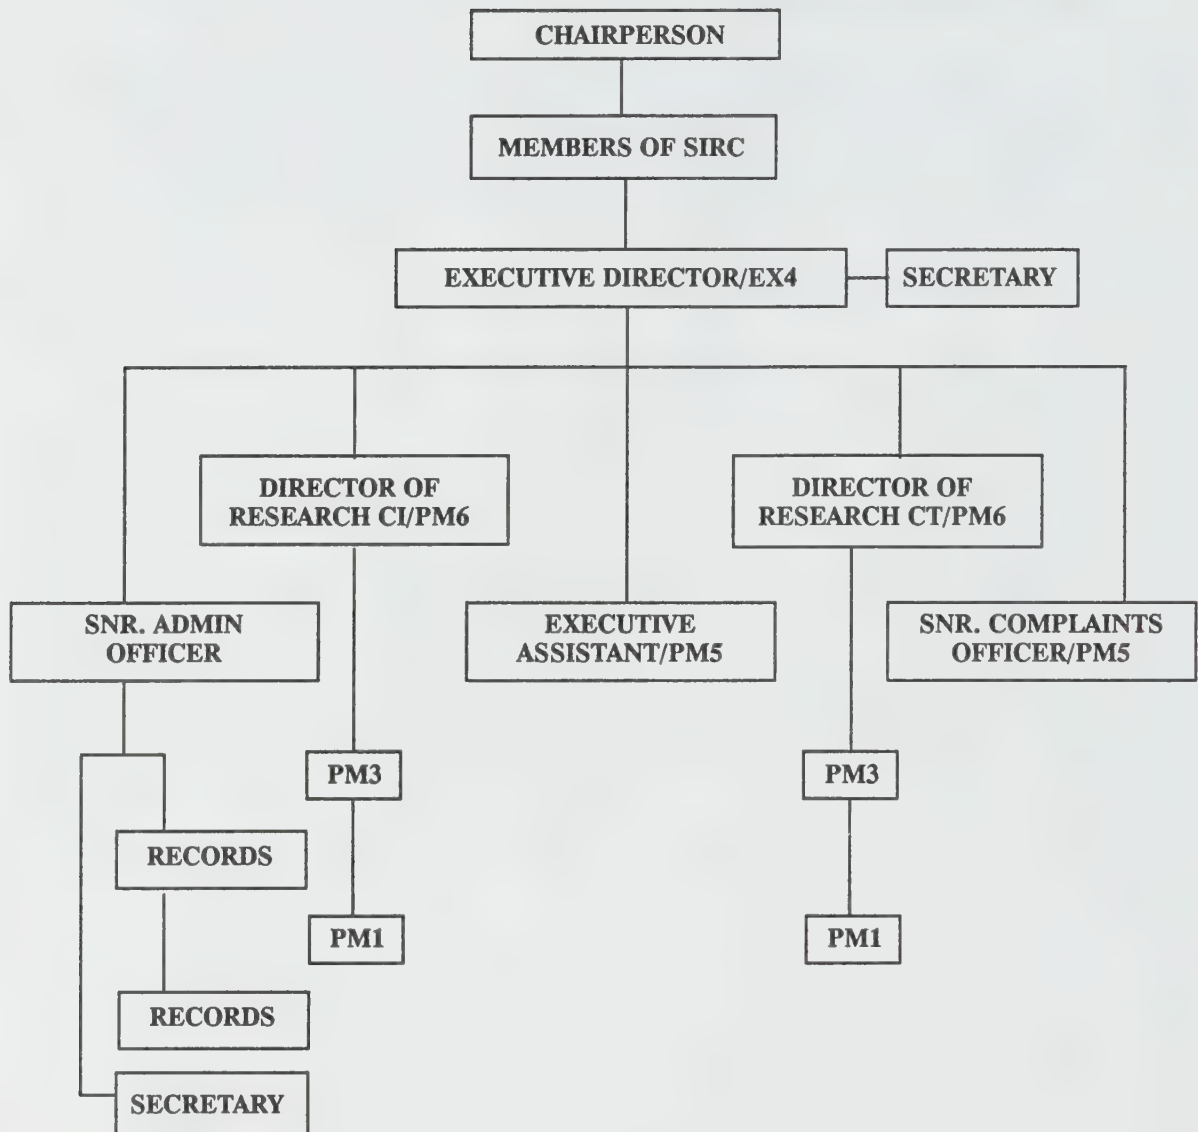 CHAIRPERSON
MEMBERS OF SIRC
EXECUTIVE DIRECTOR/EX4
SECRETARY
DIRECTOR OF
RESEARCH CI/PM6
DIRECTOR OF
RESEARCH CT/PM6
SNR. ADMIN
OFFICER
EXECUTIVE
ASSISTANT/PM5
SNR. COMPLAINTS
OFFICER/PM5
PM3
PM3
RECORDS
PM1
PM1
RECORDS
SECRETARY